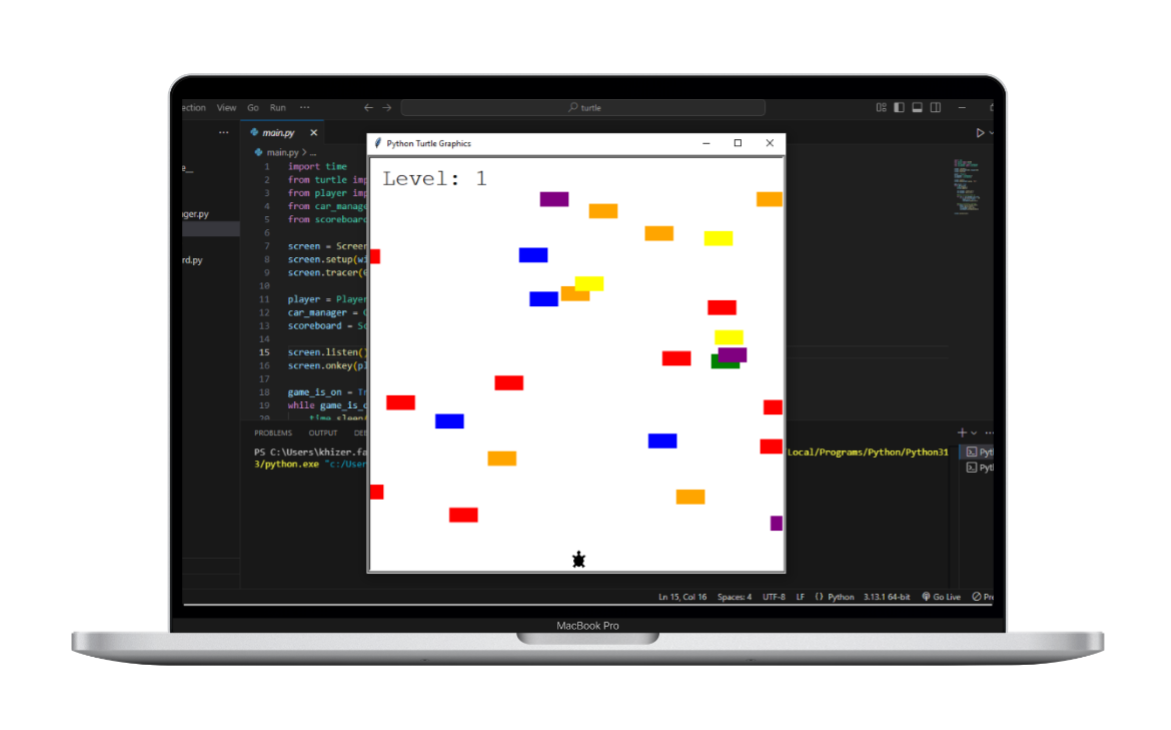 ection View Go Run ...
turtle
main.py
Python Turtle Graphics
main.py > ...
Level: 1
1 import time
2 from turtle imp
3 from player imp
4 from car_manage
5 from scoreboard
6
7 screen = Screen
8 screen.setup(wi
9 screen.tracer(0
10
11 player = Player
12 car_manager = C
13 scoreboard = Sc
14
15 screen.listen()
16 screen.onkey(pl
17
18 game_is_on = Tr
19 while game_is_o
20 time.sleep(
ger.py
rd.py
PROBLEMS OUTPUT DE
PS C:\Users\khizer.fa
Local/Programs/Python/Python31
3/python.exe "c:/User
Pyt
Pyt
Ln 15, Col 16 Spaces: 4 UTF-8 LF {} Python 3.13.1 64-bit Go Live Pre
MacBook Pro